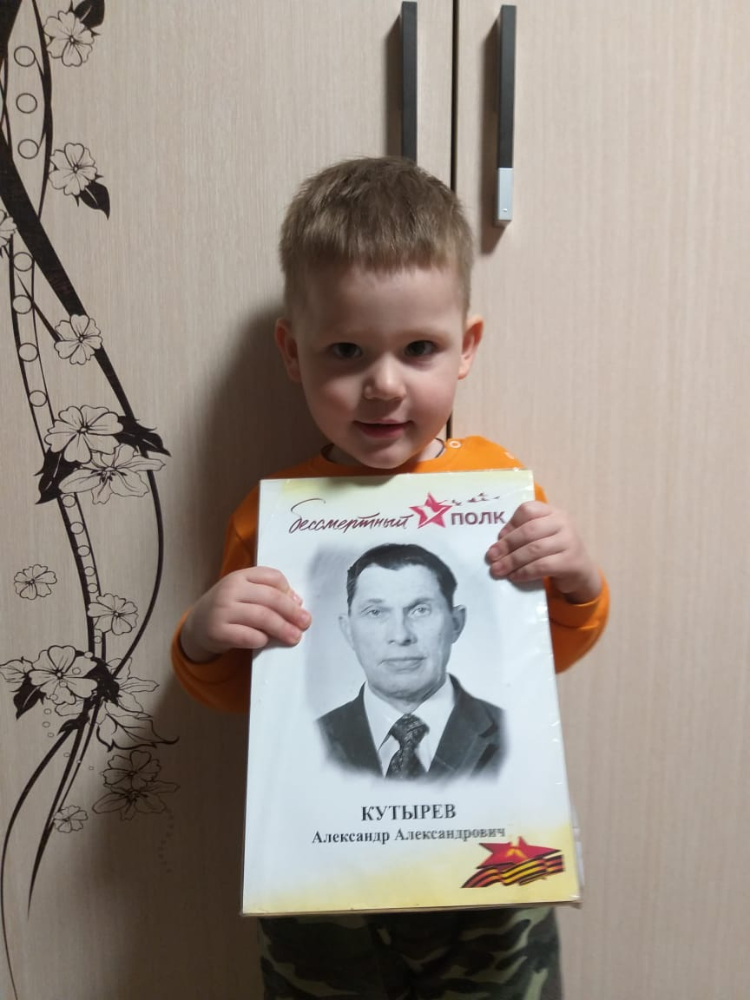 бессмертный ПОЛК
КУТЫРЕВ
Александр Александрович